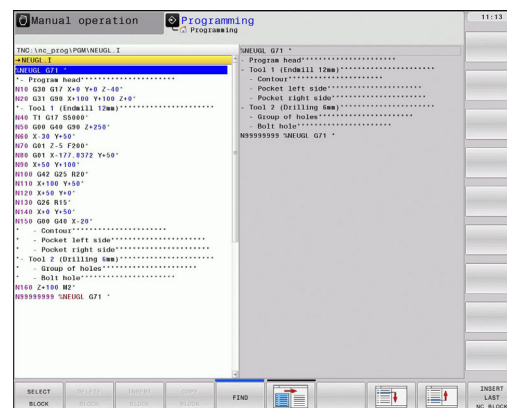 Manual operation
Programming
Programming
11:13
TNC:\nc_prog\PGM\NEUGL.I
→NEUGL.I
%NEUGL G71 *
*- Program head**********************
N10 G30 G17 X+0 Y+0 Z-40*
N20 G31 G90 X+100 Y+100 Z+0*
*- Tool 1 (Endmill 12mm)**********************
N40 T1 G17 S5000*
N50 G00 G40 G90 Z+250*
N60 X-30 Y+50*
N70 G01 Z-5 F200*
N80 G01 X-177.8372 Y+50*
N90 X+50 Y+100*
N100 G42 G25 R20*
N110 X+100 Y+50*
N120 X+50 Y+0*
N130 G26 R15*
N140 X+0 Y+50*
N150 G00 G40 X-20*
* - Contour**********************
* - Pocket left side**********************
* - Pocket right side**********************
*- Tool 2 (Drilling 6mm)**********************
* - Group of holes**********************
* - Bolt hole**********************
N160 Z+100 M2*
N99999999 %NEUGL G71 *
%NEUGL G71 *
- Program head**********************
- Tool 1 (Endmill 12mm)**********************
- Contour**********************
- Pocket left side**********************
- Pocket right side**********************
- Tool 2 (Drilling 6mm)**********************
- Group of holes**********************
- Bolt hole**********************
N99999999 %NEUGL G71 *
SELECT
BLOCK
DELETE
BLOCK
INSERT
BLOCK
COPY
BLOCK
FIND
INSERT
LAST
NC BLOCK